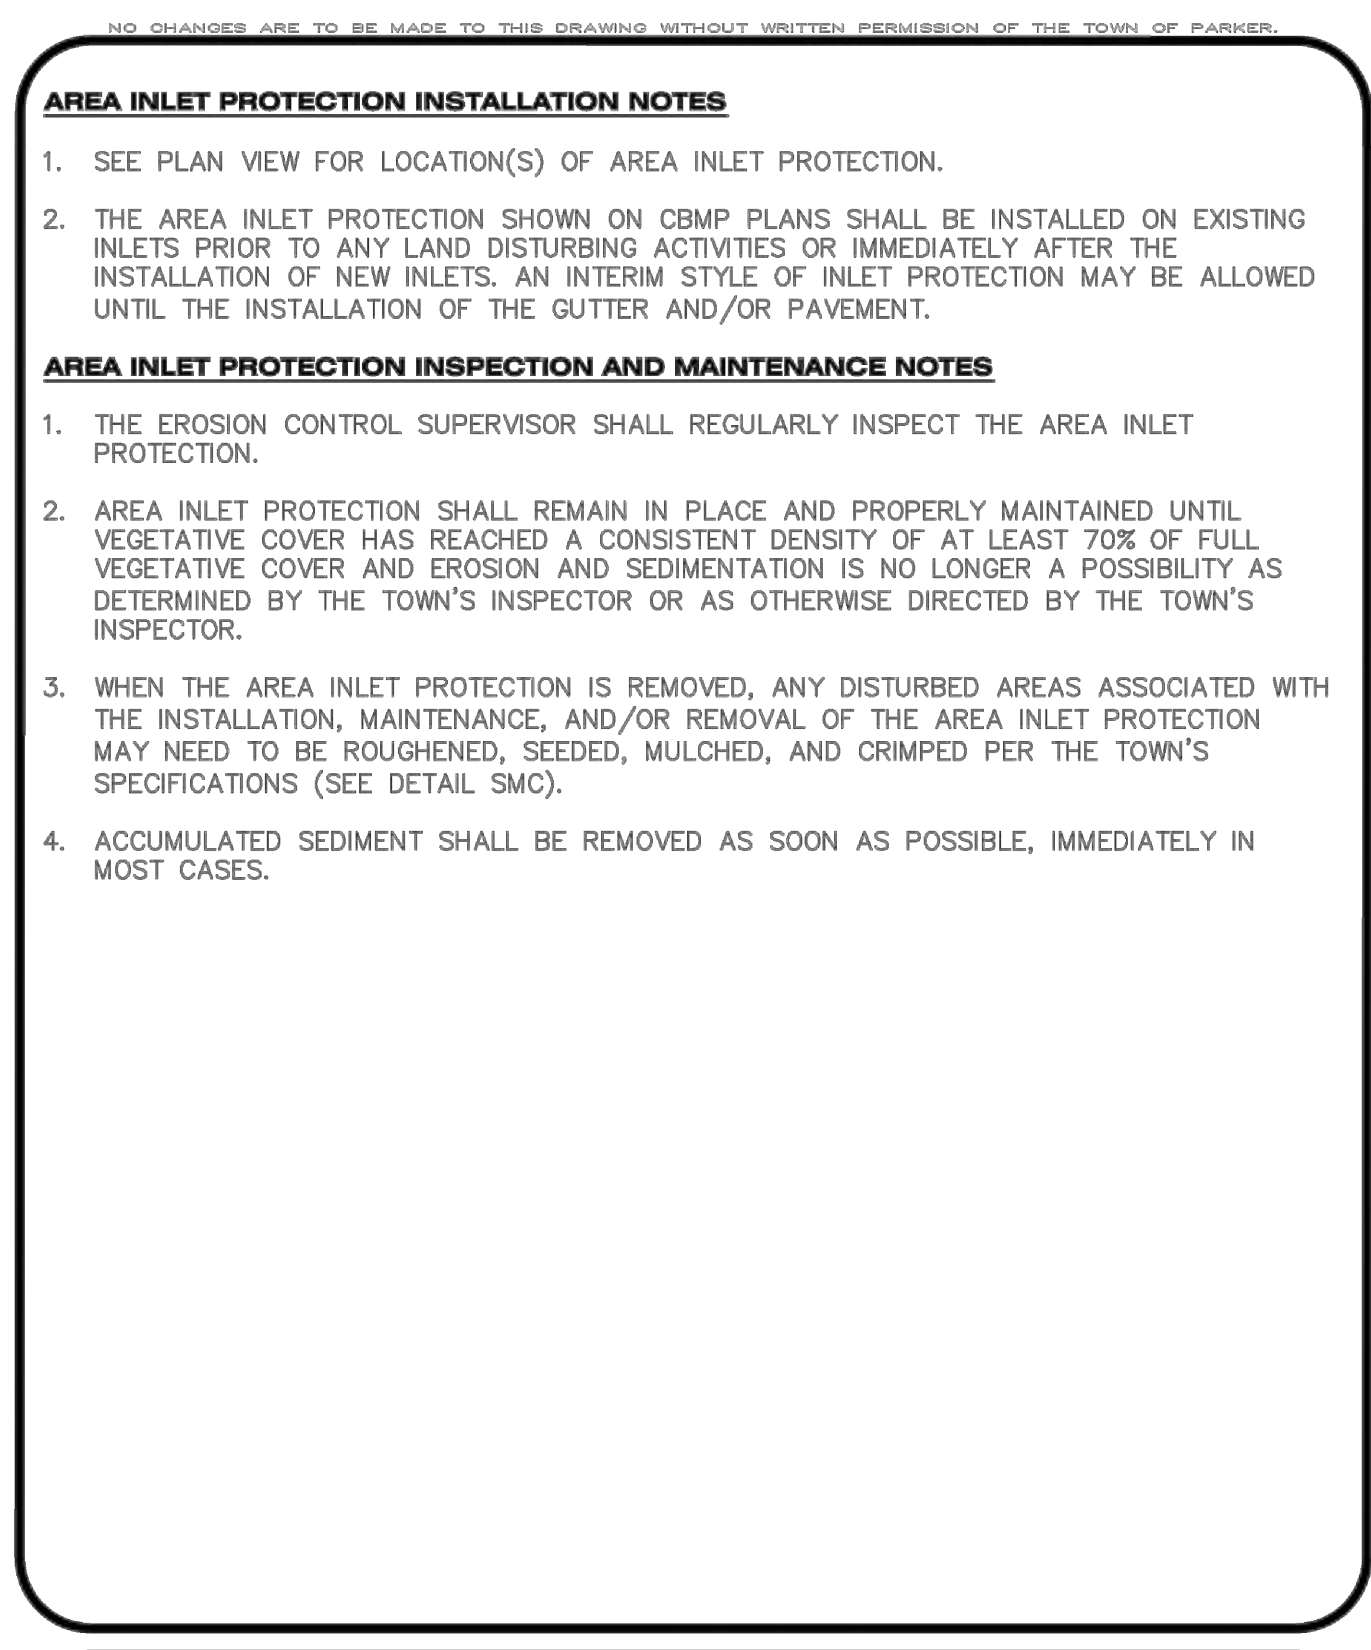 NO CHANGES ARE TO BE MADE TO THIS DRAWING WITHOUT WRITTEN PERMISSION OF THE TOWN OF PARKER.
AREA INLET PROTECTION INSTALLATION NOTES
1. SEE PLAN VIEW FOR LOCATION(S) OF AREA INLET PROTECTION.
2. THE AREA INLET PROTECTION SHOWN ON CBMP PLANS SHALL BE INSTALLED ON EXISTING
INLETS PRIOR TO ANY LAND DISTURBING ACTIVITIES OR IMMEDIATELY AFTER THE
INSTALLATION OF NEW INLETS. AN INTERIM STYLE OF INLET PROTECTION MAY BE ALLOWED
UNTIL THE INSTALLATION OF THE GUTTER AND/OR PAVEMENT.
AREA INLET PROTECTION INSPECTION AND MAINTENANCE NOTES
1. THE EROSION CONTROL SUPERVISOR SHALL REGULARLY INSPECT THE AREA INLET
PROTECTION.
2. AREA INLET PROTECTION SHALL REMAIN IN PLACE AND PROPERLY MAINTAINED UNTIL
VEGETATIVE COVER HAS REACHED A CONSISTENT DENSITY OF AT LEAST 70% OF FULL
VEGETATIVE COVER AND EROSION AND SEDIMENTATION IS NO LONGER A POSSIBILITY AS
DETERMINED BY THE TOWN'S INSPECTOR OR AS OTHERWISE DIRECTED BY THE TOWN'S
INSPECTOR.
3. WHEN THE AREA INLET PROTECTION IS REMOVED, ANY DISTURBED AREAS ASSOCIATED WITH
THE INSTALLATION, MAINTENANCE, AND/OR REMOVAL OF THE AREA INLET PROTECTION
MAY NEED TO BE ROUGHENED, SEEDED, MULCHED, AND CRIMPED PER THE TOWN'S
SPECIFICATIONS (SEE DETAIL SMC).
4. ACCUMULATED SEDIMENT SHALL BE REMOVED AS SOON AS POSSIBLE, IMMEDIATELY IN
MOST CASES.